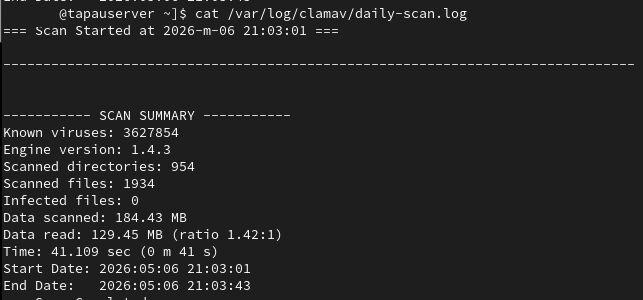 @tapauserver ~]$ cat /var/log/clamav/daily-scan.log
=== Scan Started at 2026-m-06 21:03:01 ===
-------------------------------------------------------------------------------
----------- SCAN SUMMARY -----------
Known viruses: 3627854
Engine version: 1.4.3
Scanned directories: 954
Scanned files: 1934
Infected files: 0
Data scanned: 184.43 MB
Data read: 129.45 MB (ratio 1.42:1)
Time: 41.109 sec (0 m 41 s)
Start Date: 2026:05:06 21:03:01
End Date:   2026:05:06 21:03:43